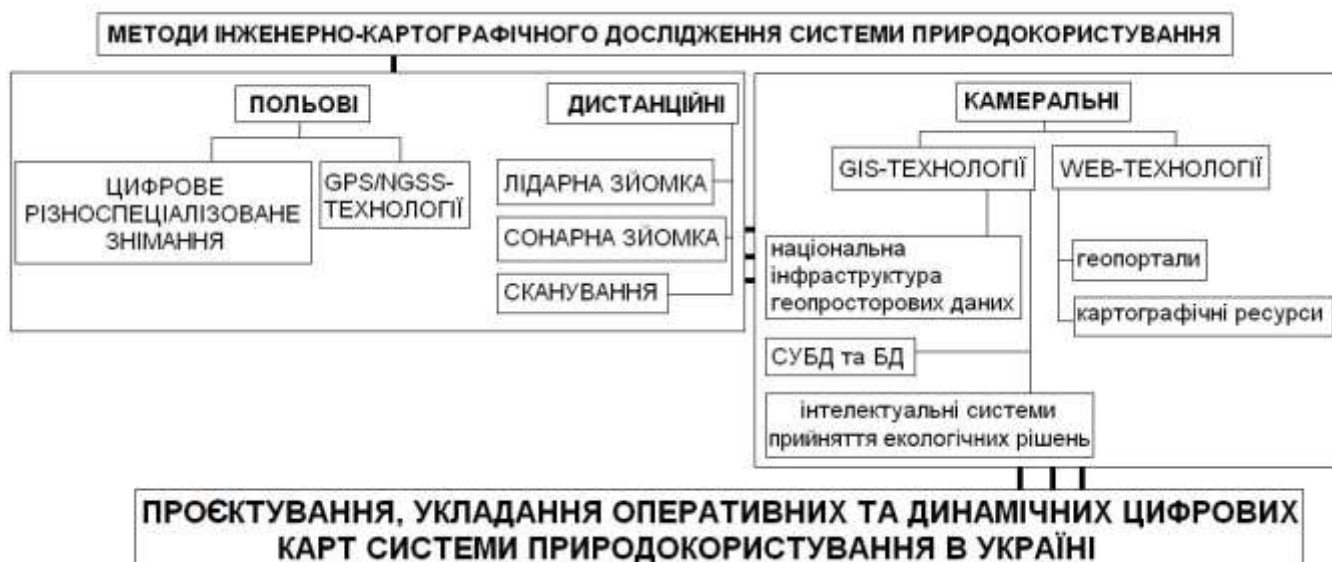 МЕТОДИ ІНЖЕНЕРНО-КАРТОГРАФІЧНОГО ДОСЛІДЖЕННЯ СИСТЕМИ ПРИРОДОКОРИСТУВАННЯ
ПОЛЬОВІ
ЦИФРОВЕ
РІЗНОСПЕЦІАЛІЗОВАНЕ
ЗНІМАННЯ
GPS/NGSS-
ТЕХНОЛОГІЇ
ДИСТАНЦІЙНІ
ЛІДАРНА ЗЙОМКА
СОНАРНА ЗЙОМКА
СКАНУВАННЯ
КАМЕРАЛЬНІ
GIS-ТЕХНОЛОГІЇ
національна
інфраструктура
геопросторових даних
СУБД та БД
інтелектуальні системи
прийняття екологічних рішень
WEB-ТЕХНОЛОГІЇ
геопортали
картографічні ресурси
ПРОЄКТУВАННЯ, УКЛАДАННЯ ОПЕРАТИВНИХ ТА ДИНАМІЧНИХ ЦИФРОВИХ
КАРТ СИСТЕМИ ПРИРОДОКОРИСТУВАННЯ В УКРАЇНІ